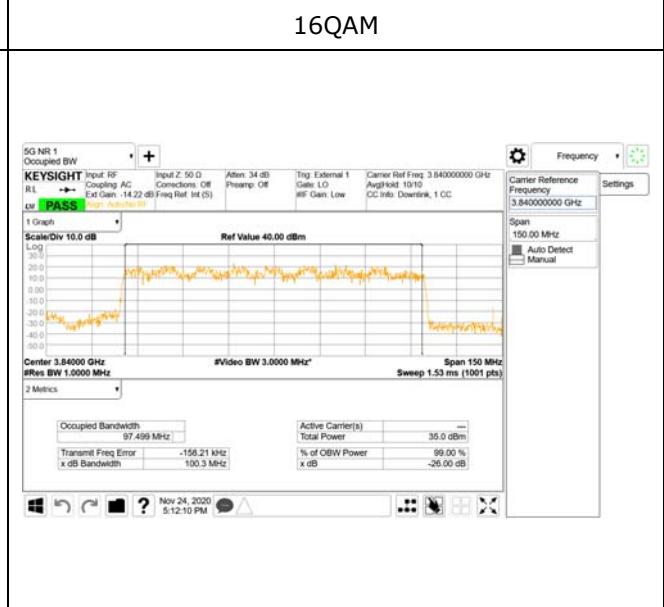 16QAM
5G NR 1
Occupied BW
Frequency
KEYSIGHT
RL
PASS
Input: RF
Coupling: AC
Ext Gain: -14.22 dB
Align: Auto/No RF
Input Z: 50 Ω
Corrections: Off
Freq Ref: Int (S)
Atten: 34 dB
Preamp: Off
Trig: External 1
Gate: LO
#IF Gain: Low
Carrier Ref Freq: 3.840000000 GHz
Avg|Hold: 10/10
CC Info: Downlink, 1 CC
Carrier Reference
Frequency
3.840000000 GHz
Settings
Span
150.00 MHz
Auto Detect
Manual
1 Graph
Scale/Div 10.0 dB
Ref Value 40.00 dBm
Log
30.0
20.0
10.0
0.00
-10.0
-20.0
-30.0
-40.0
-50.0
Center 3.84000 GHz
#Video BW 3.0000 MHz*
Span 150 MHz
#Res BW 1.0000 MHz
Sweep 1.53 ms (1001 pts)
2 Metrics
Occupied Bandwidth
97.499 MHz
Transmit Freq Error -158.21 kHz
x dB Bandwidth 100.3 MHz
Active Carrier(s) ---
Total Power 35.0 dBm
% of OBW Power 99.00 %
x dB -26.00 dB
?
Nov 24, 2020
5:12:10 PM